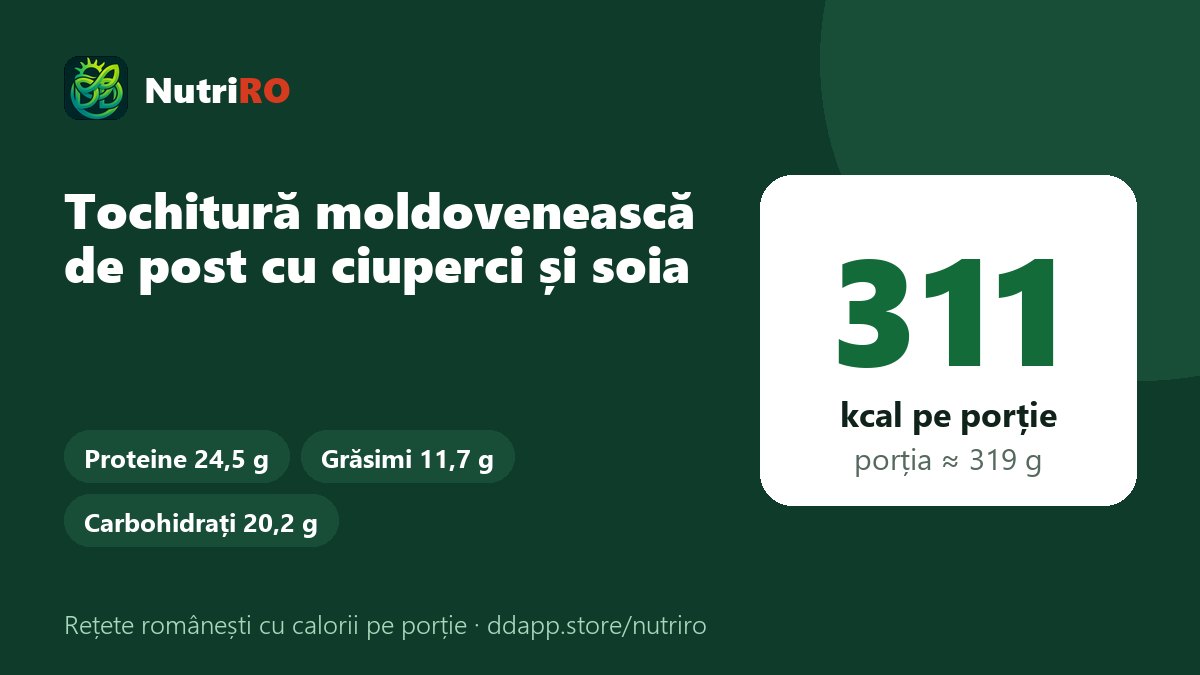 NutriRO
Tochitură moldovenească
de post cu ciuperci și soia
311
kcal pe porție
porția ≈ 319 g
Proteine 24,5 g
Grăsimi 11,7 g
Carbohidrați 20,2 g
Rețete românești cu calorii pe porție · ddapp.store/nutriro